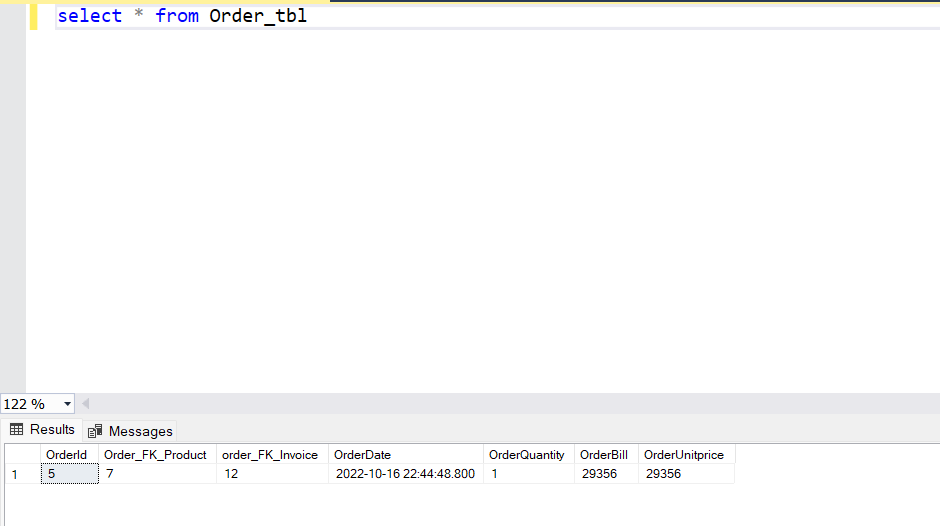 select * from Order_tbl
122 %
Results Messages
OrderId Order_FK_Product order_FK_Invoice OrderDate OrderQuantity OrderBill OrderUnitprice
1 5 7 12 2022-10-16 22:44:48.800 1 29356 29356